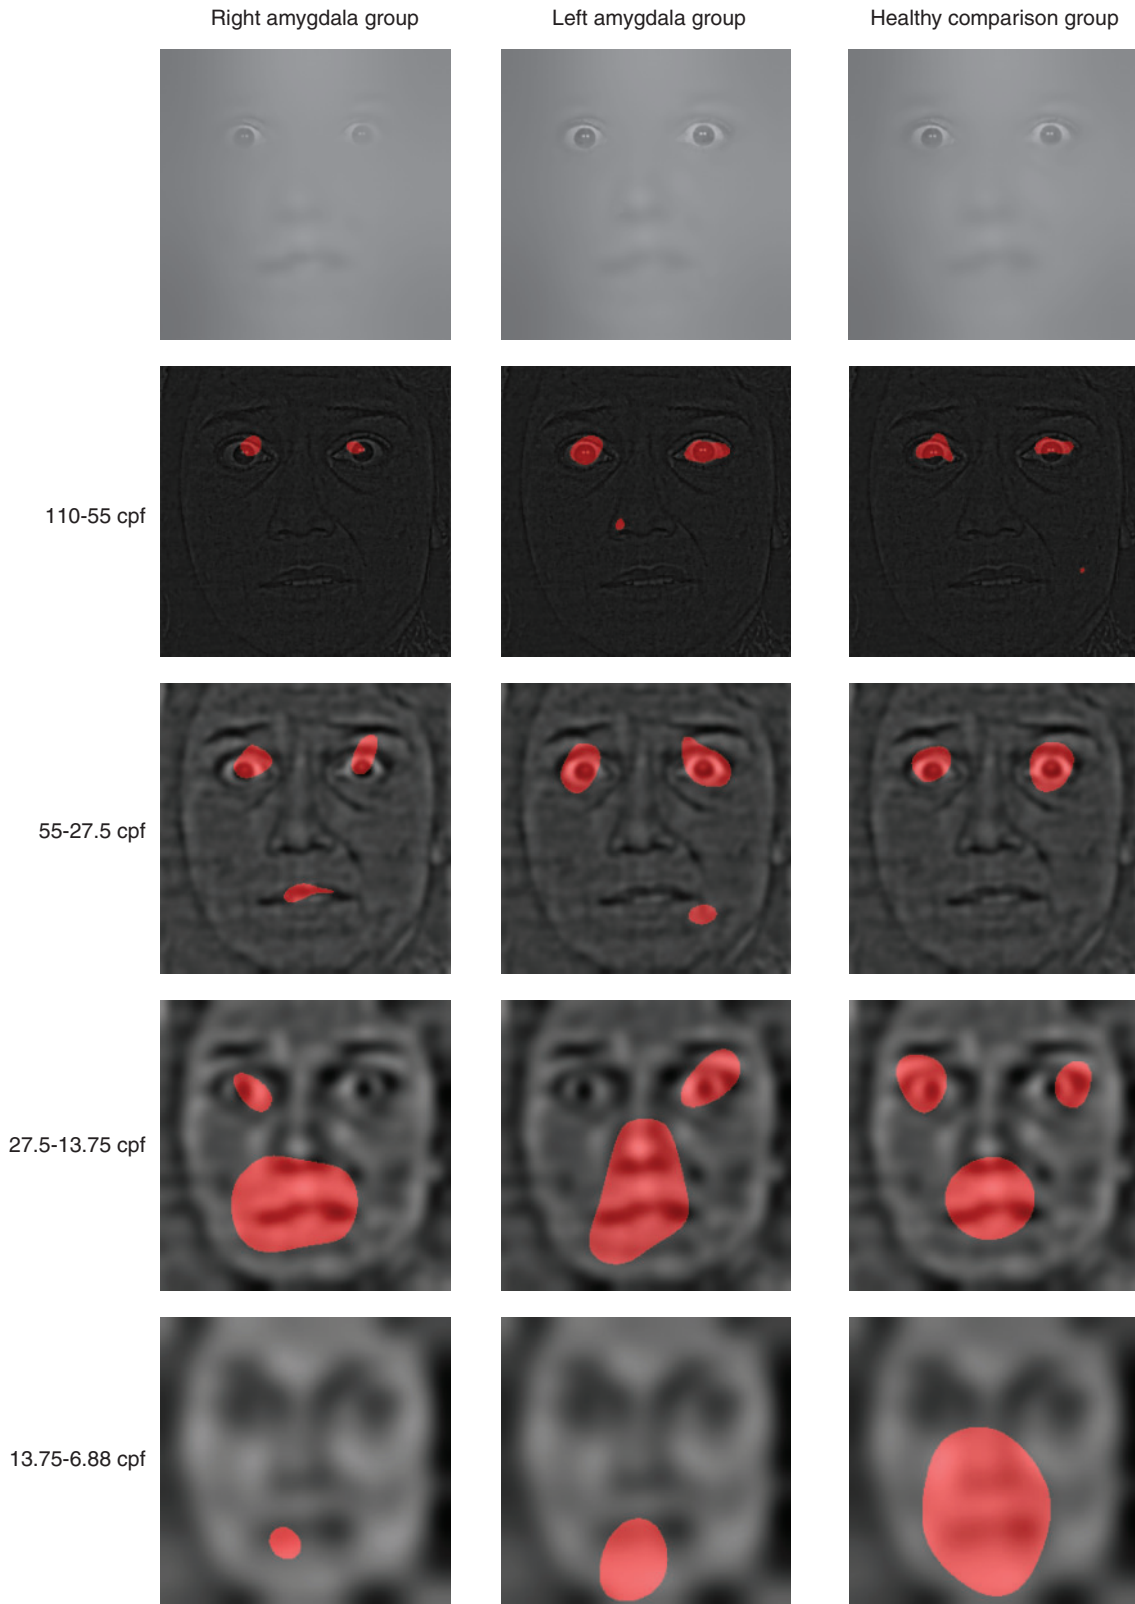 Right amygdala group
Left amygdala group
Healthy comparison group
110-55 cpf
55-27.5 cpf
27.5-13.75 cpf
13.75-6.88 cpf